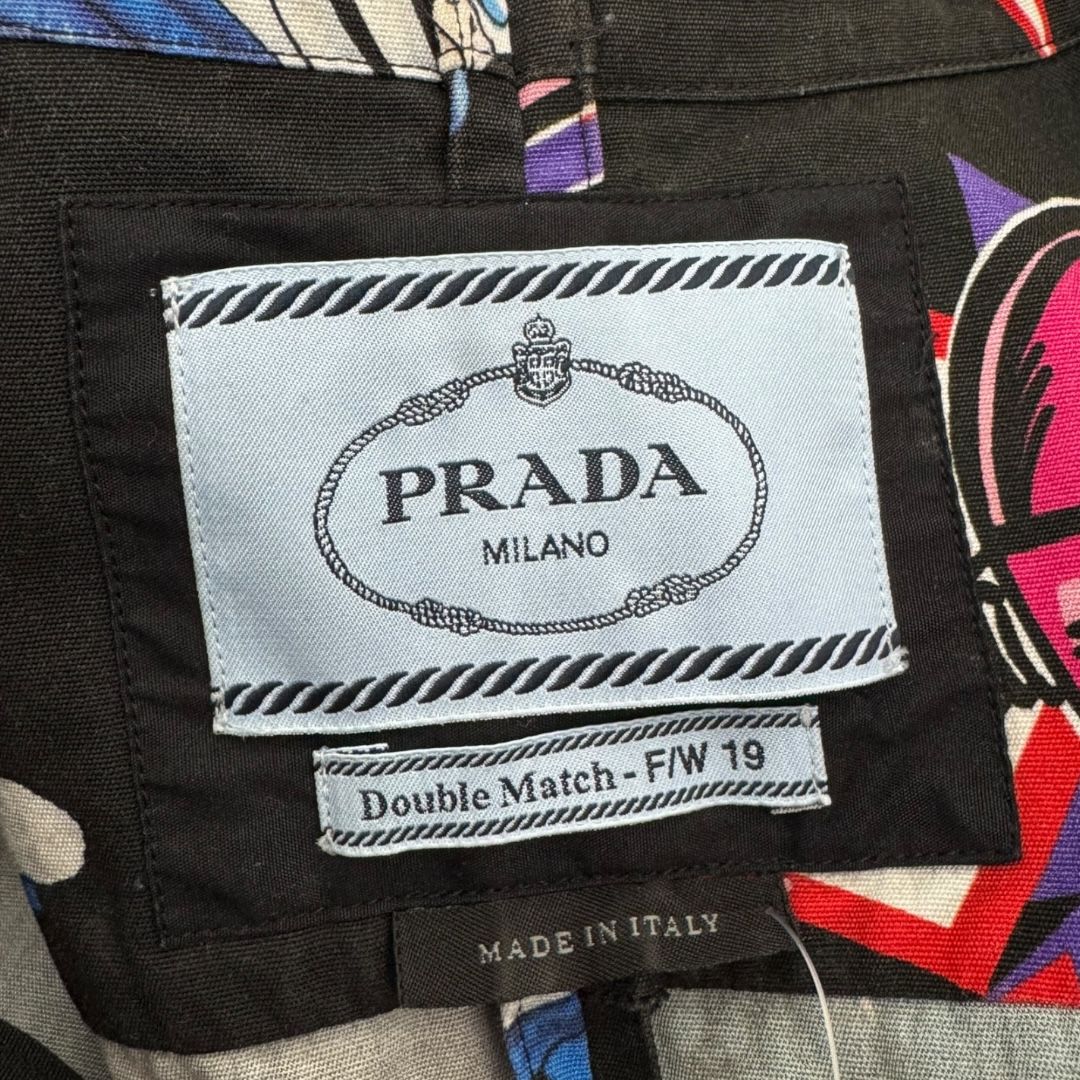 PRADA
MILANO
Double Match - F/W 19
MADE IN ITALY